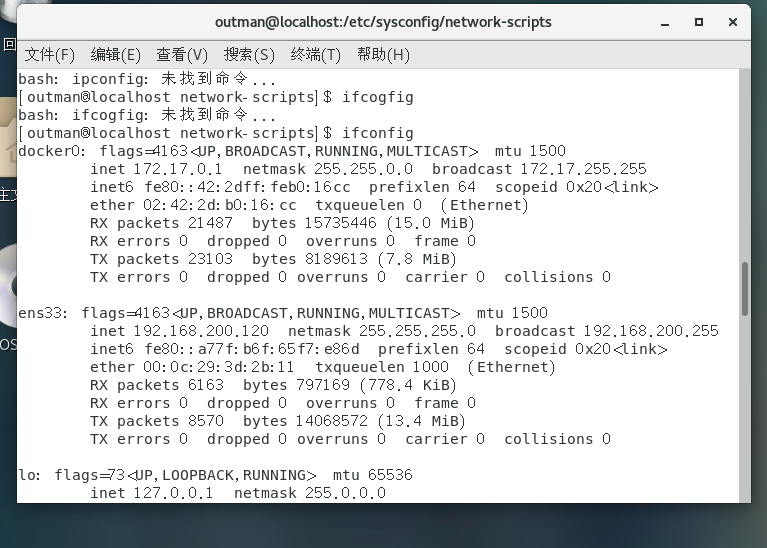 outman@localhost:/etc/sysconfig/network-scripts
文件(F) 编辑(E) 查看(V) 搜索(S) 终端(T) 帮助(H)
bash: ipconfig: 未找到命令...
[outman@localhost network-scripts]$ ifcogfig
bash: ifcogfig: 未找到命令...
[outman@localhost network-scripts]$ ifconfig
docker0: flags=4163<UP,BROADCAST,RUNNING,MULTICAST>  mtu 1500
        inet 172.17.0.1  netmask 255.255.0.0  broadcast 172.17.255.255
        inet6 fe80::42:2dff:feb0:16cc  prefixlen 64  scopeid 0x20<link>
        ether 02:42:2d:b0:16:cc  txqueuelen 0  (Ethernet)
        RX packets 21487  bytes 15735446 (15.0 MiB)
        RX errors 0  dropped 0  overruns 0  frame 0
        TX packets 23103  bytes 8189613 (7.8 MiB)
        TX errors 0  dropped 0 overruns 0  carrier 0  collisions 0
ens33: flags=4163<UP,BROADCAST,RUNNING,MULTICAST>  mtu 1500
        inet 192.168.200.120  netmask 255.255.255.0  broadcast 192.168.200.255
        inet6 fe80::a77f:b6f:65f7:e86d  prefixlen 64  scopeid 0x20<link>
        ether 00:0c:29:3d:2b:11  txqueuelen 1000  (Ethernet)
        RX packets 6163  bytes 797169 (778.4 KiB)
        RX errors 0  dropped 0  overruns 0  frame 0
        TX packets 8570  bytes 14068572 (13.4 MiB)
        TX errors 0  dropped 0 overruns 0  carrier 0  collisions 0
lo: flags=73<UP,LOOPBACK,RUNNING>  mtu 65536
        inet 127.0.0.1  netmask 255.0.0.0